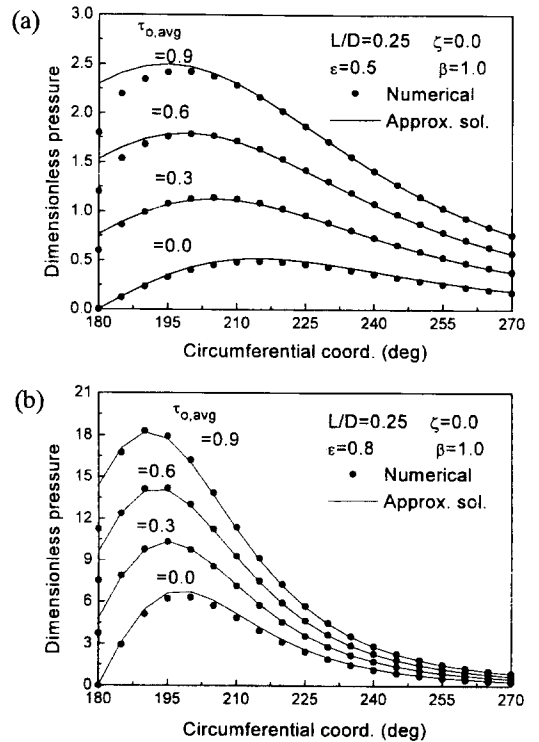 (a)
τo,avg
=0.9
=0.6
=0.3
=0.0
L/D=0.25 ζ=0.0
ε=0.5 β=1.0
Numerical
Approx. sol.
Dimensionless pressure
3.0
2.5
2.0
1.5
1.0
0.5
0.0
180 195 210 225 240 255 270
Circumferential coord. (deg)
(b)
τo,avg
=0.9
=0.6
=0.3
=0.0
L/D=0.25 ζ=0.0
ε=0.8 β=1.0
Numerical
Approx. sol.
Dimensionless pressure
21
18
15
12
9
6
3
0
180 195 210 225 240 255 270
Circumferential coord. (deg)